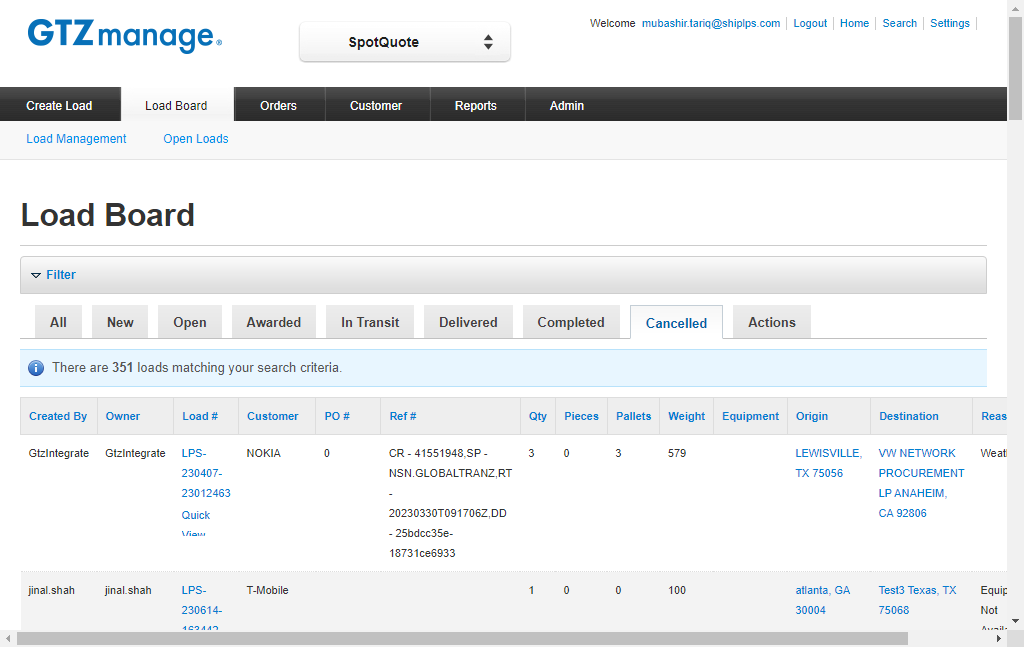 GTZmanage®
SpotQuote
Welcome mubashir.tariq@shiplps.com Logout Home Search Settings
Create Load Load Board Orders Customer Reports Admin
Load Management Open Loads
Load Board
Filter
All New Open Awarded In Transit Delivered Completed Cancelled Actions
There are 351 loads matching your search criteria.
Created By Owner Load # Customer PO # Ref # Qty Pieces Pallets Weight Equipment Origin Destination Reas
GtzIntegrate GtzIntegrate LPS- NOKIA 0 CR - 41551948,SP - 3 0 3 579 LEWISVILLE, VW NETWORK Weat
230407- NSN.GLOBALTRANZ,RT TX 75056 PROCUREMENT
23012463 - LP ANAHEIM,
Quick 20230330T091706Z,DD CA 92806
View - 25bdcc35e-
18731ce6933
jinal.shah jinal.shah LPS- T-Mobile 1 0 0 100 atlanta, GA Test3 Texas, TX Equip
230614- 30004 75068 Not
163442 Availa